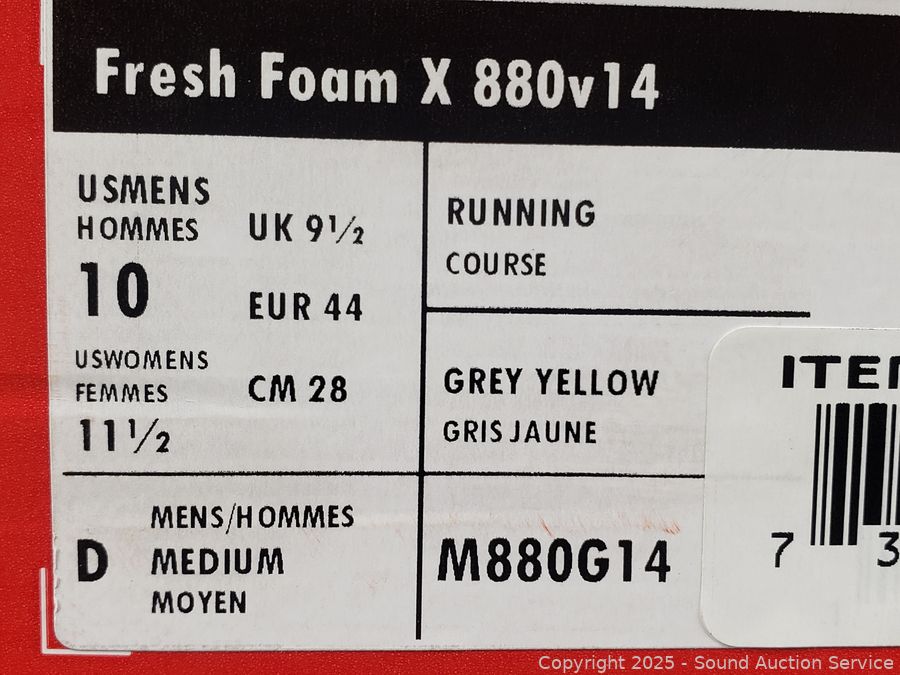 Fresh Foam X 880v14
USMENS
HOMMES
10
UK 9½
EUR 44
USWOMENS
FEMMES
11½
CM 28
RUNNING
COURSE
GREY YELLOW
GRIS JAUNE
D
MENS/HOMMES
MEDIUM
MOYEN
M880G14
7 3
Copyright 2025 - Sound Auction Service